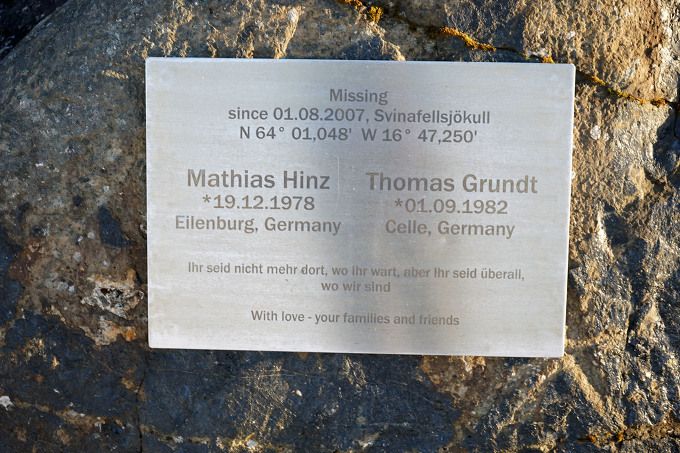 Missing
since 01.08.2007, Svinafellsjökull
N 64° 01,048' W 16° 47,250'
Mathias Hinz Thomas Grundt
*19.12.1978 *01.09.1982
Eilenburg, Germany Celle, Germany
Ihr seid nicht mehr dort, wo ihr wart, aber Ihr seid überall,
wo wir sind
With love - your families and friends